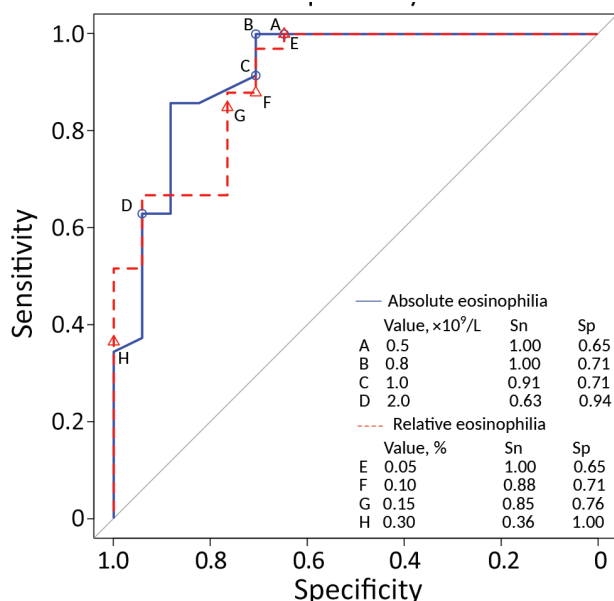 1.0
0.8
0.6
0.4
0.2
0
Sensitivity
B
A
E
C
F
G
D
H
Absolute eosinophilia
Value, ×10⁹/L Sn Sp
A 0.5 1.00 0.65
B 0.8 1.00 0.71
C 1.0 0.91 0.71
D 2.0 0.63 0.94
Relative eosinophilia
Value, % Sn Sp
E 0.05 1.00 0.65
F 0.10 0.88 0.71
G 0.15 0.85 0.76
H 0.30 0.36 1.00
1.0 0.8 0.6 0.4 0.2 0
Specificity